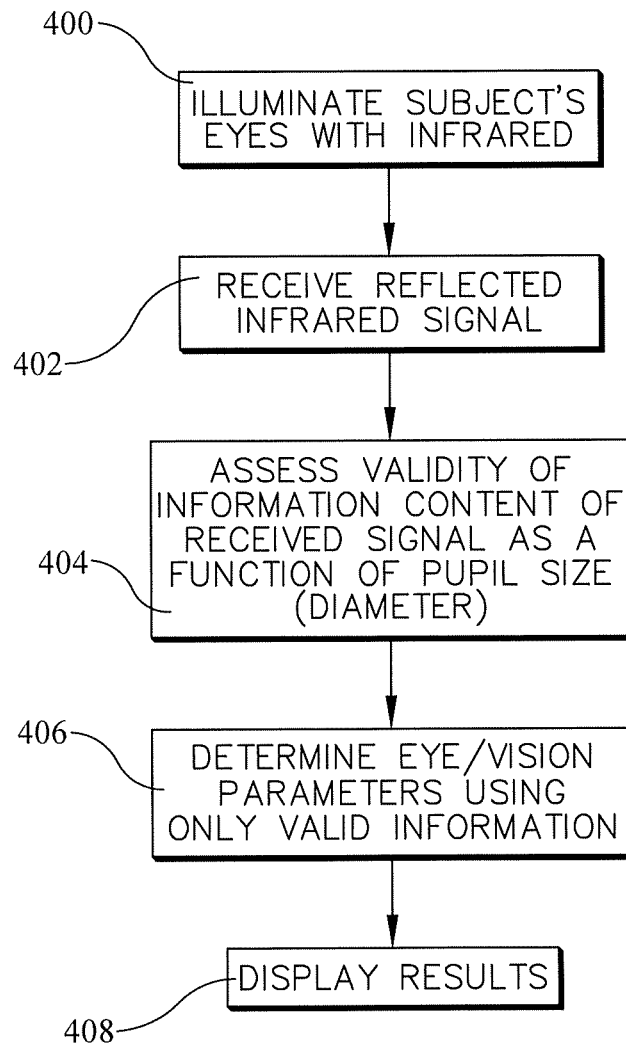 400
ILLUMINATE SUBJECT'S
EYES WITH INFRARED
RECEIVE REFLECTED
INFRARED SIGNAL
402
ASSESS VALIDITY OF
INFORMATION CONTENT OF
RECEIVED SIGNAL AS A
FUNCTION OF PUPIL SIZE
(DIAMETER)
404
406
DETERMINE EYE/VISION
PARAMETERS USING
ONLY VALID INFORMATION
DISPLAY RESULTS
408